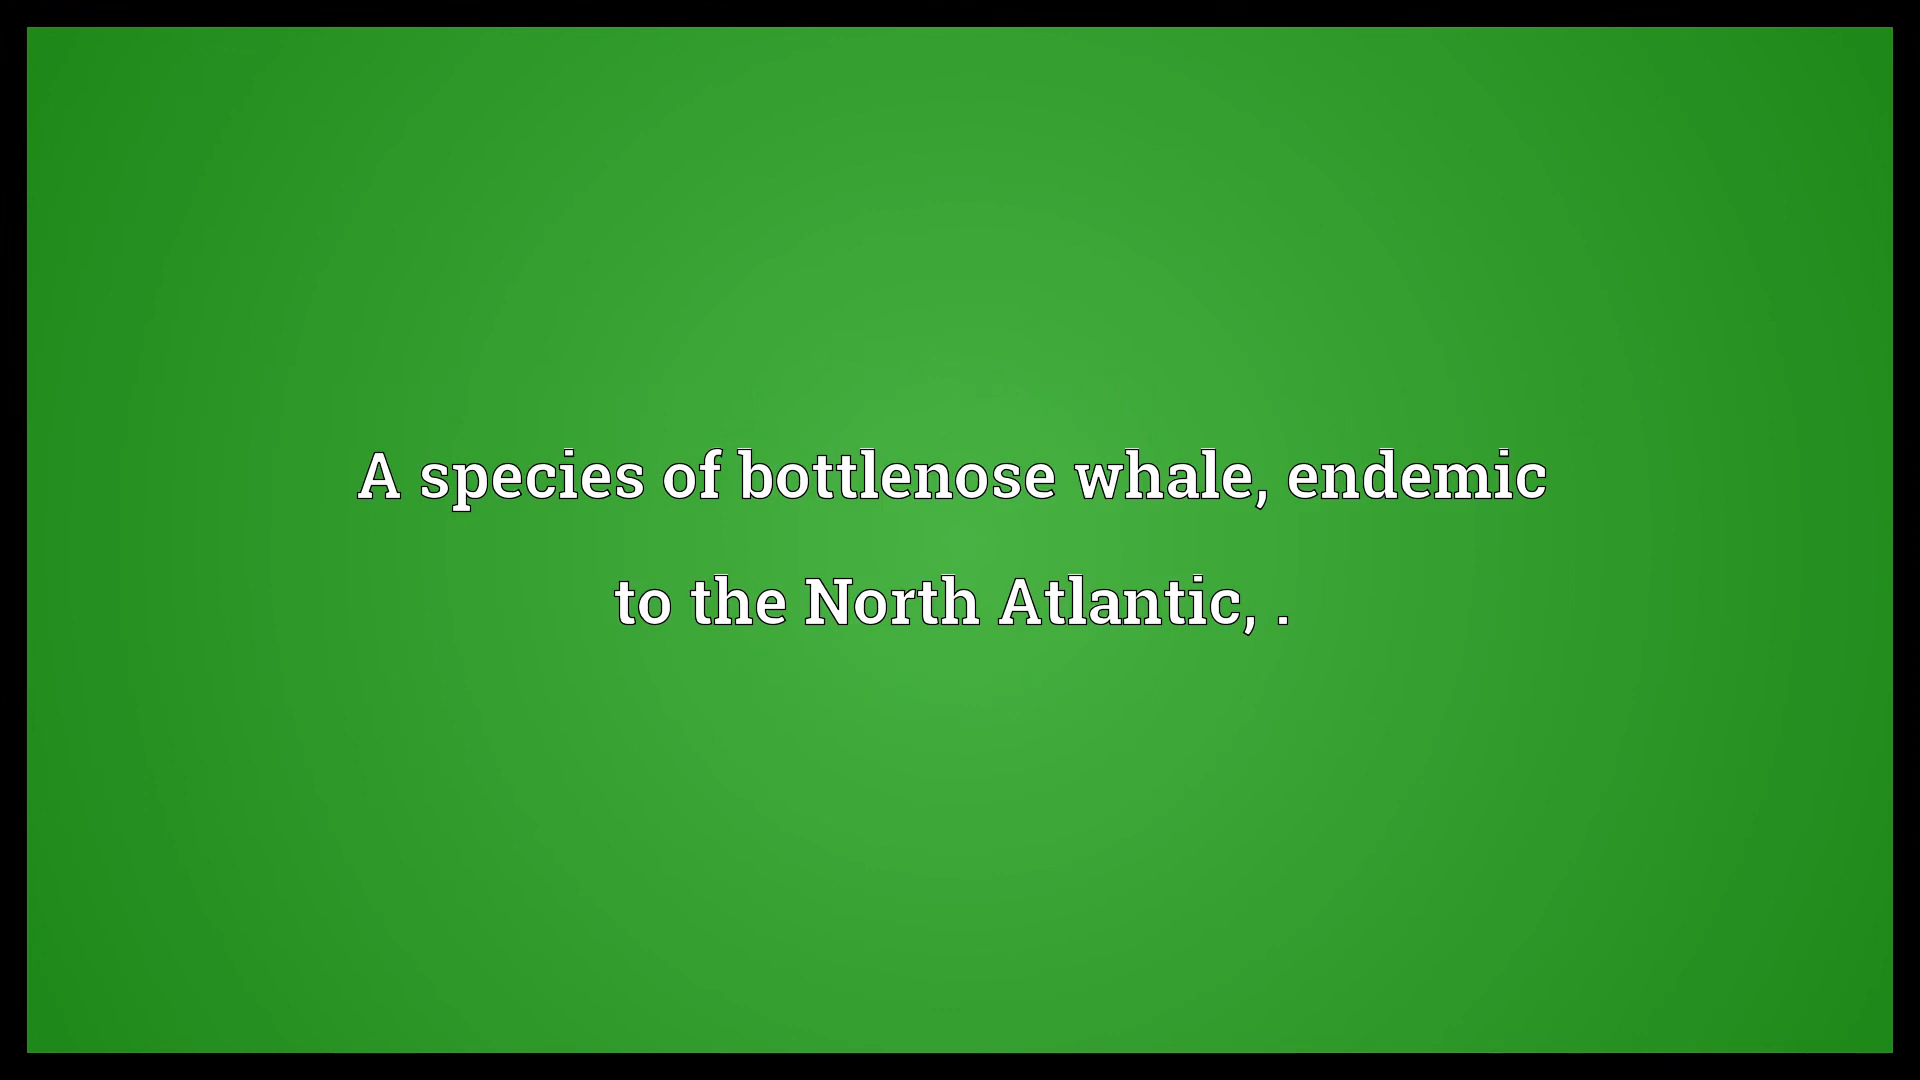 A species of bottlenose whale, endemic
to the North Atlantic, .